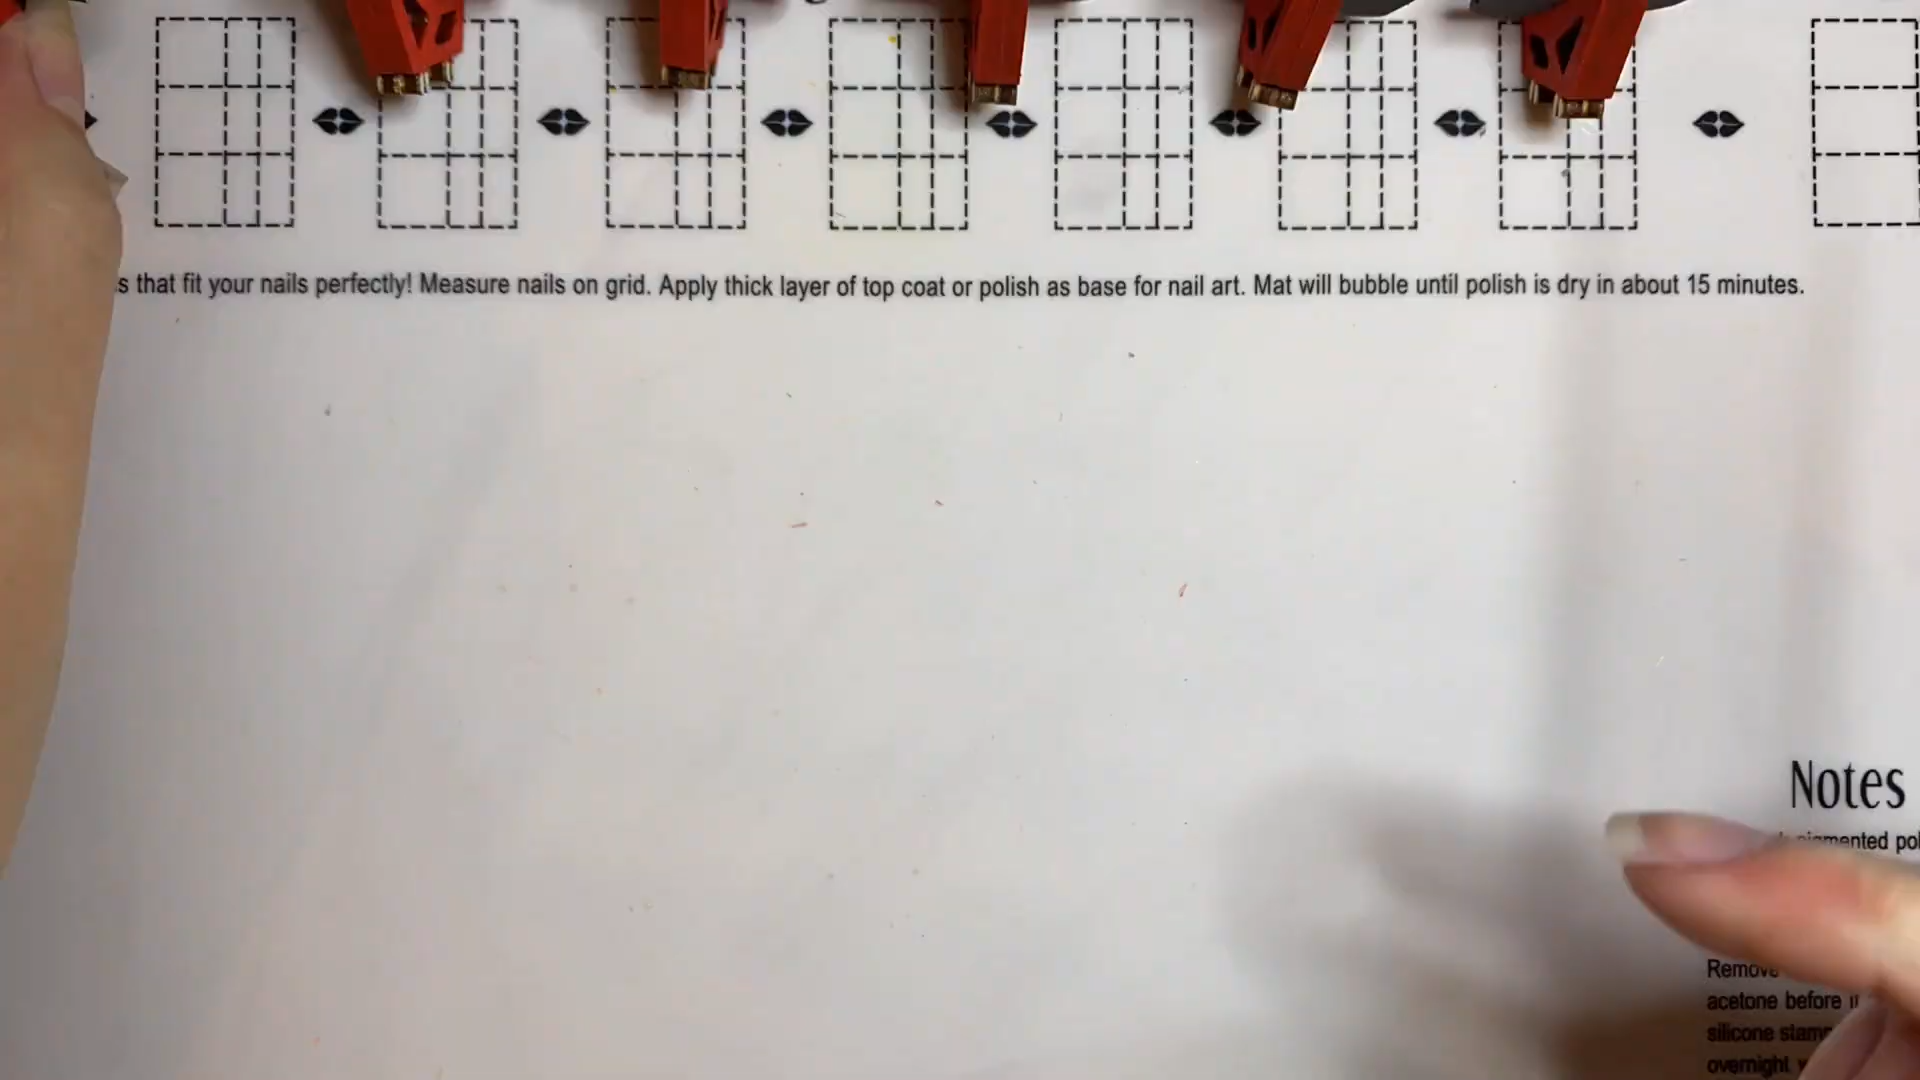 that fit your nails perfectly! Measure nails on grid. Apply thick layer of top coat or polish as base for nail art. Mat will bubble until polish is dry in about 15 minutes.
Notes
Remove
acetone before
silicone
overnight